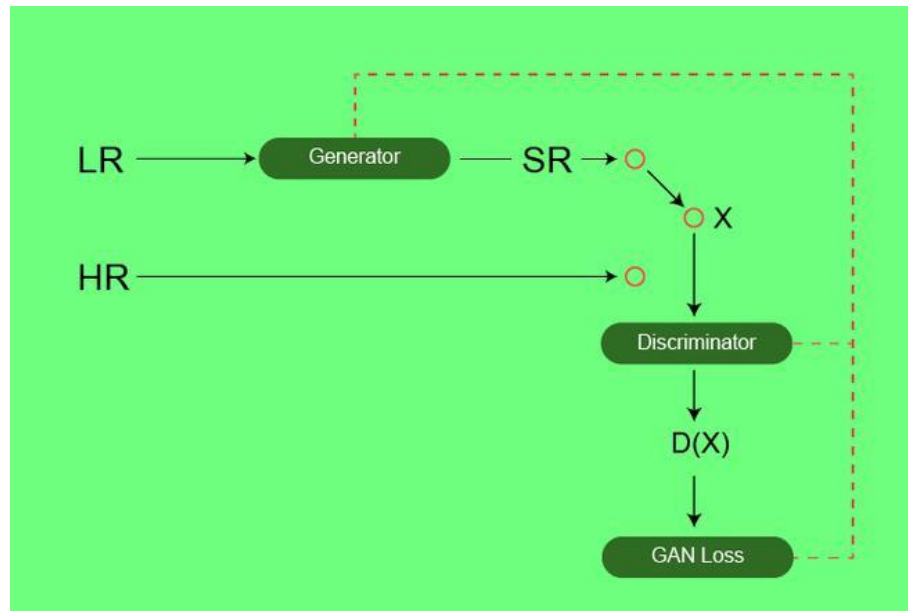 LR
Generator
SR
X
HR
Discriminator
D(X)
GAN Loss